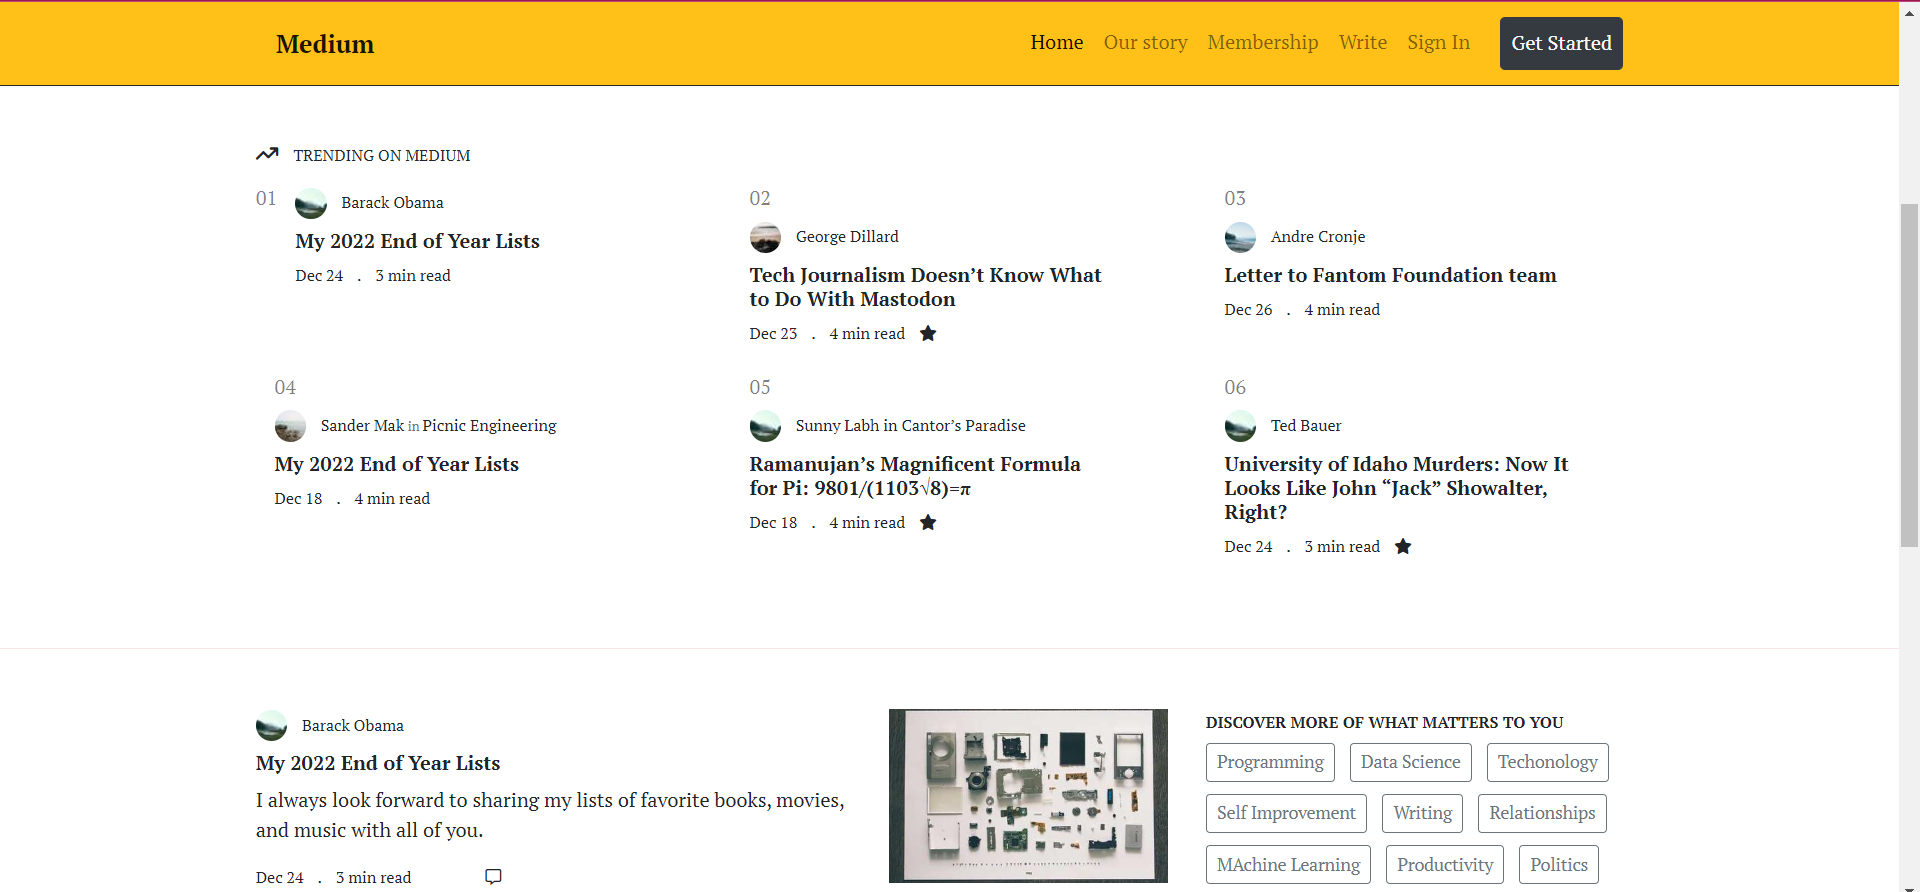 Medium
Home Our story Membership Write Sign In Get Started
TRENDING ON MEDIUM
01
Barack Obama
My 2022 End of Year Lists
Dec 24 . 3 min read
02
George Dillard
Tech Journalism Doesn’t Know What
to Do With Mastodon
Dec 23 . 4 min read
03
Andre Cronje
Letter to Fantom Foundation team
Dec 26 . 4 min read
04
Sander Mak in Picnic Engineering
My 2022 End of Year Lists
Dec 18 . 4 min read
05
Sunny Labh in Cantor’s Paradise
Ramanujan’s Magnificent Formula
for Pi: 9801/(1103√8)=π
Dec 18 . 4 min read
06
Ted Bauer
University of Idaho Murders: Now It
Looks Like John “Jack” Showalter,
Right?
Dec 24 . 3 min read
Barack Obama
My 2022 End of Year Lists
I always look forward to sharing my lists of favorite books, movies,
and music with all of you.
Dec 24 . 3 min read
DISCOVER MORE OF WHAT MATTERS TO YOU
Programming Data Science Techonology
Self Improvement Writing Relationships
MAchine Learning Productivity Politics